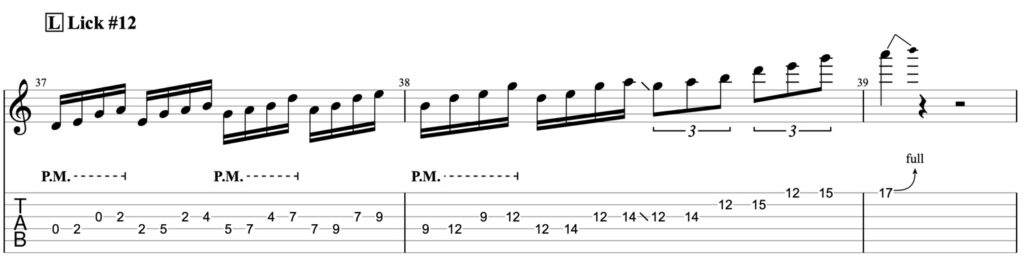 L Lick #12
37 38 39
3 3
full
P.M. P.M. P.M.
12 15 17
T 12 15
0 2 2 4 4 7 7 9 9 12 12 14 12 14
A 0 2 2 5 5 7 7 9 9 12 12 14
B